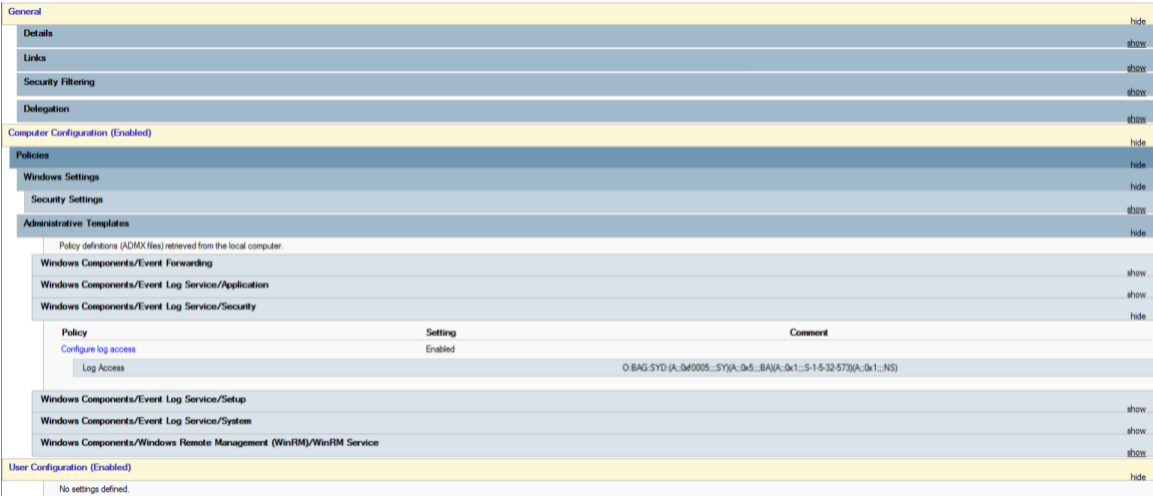 General
hide
Details
show
Links
show
Security Filtering
show
Delegation
show
Computer Configuration (Enabled)
hide
Policies
hide
Windows Settings
hide
Security Settings
show
Administrative Templates
hide
Policy definitions (ADMX files) retrieved from the local computer.
Windows Components/Event Forwarding
show
Windows Components/Event Log Service/Application
show
Windows Components/Event Log Service/Security
hide
Policy Setting Comment
Configure log access Enabled
Log Access O:BAG:SYD:(A;;0xf0005;;;SY)(A;;0x5;;;BA)(A;;0x1;;;S-1-5-32-573)(A;;0x1;;;NS)
Windows Components/Event Log Service/Setup
show
Windows Components/Event Log Service/System
show
Windows Components/Windows Remote Management (WinRM)/WinRM Service
show
User Configuration (Enabled)
hide
No settings defined.